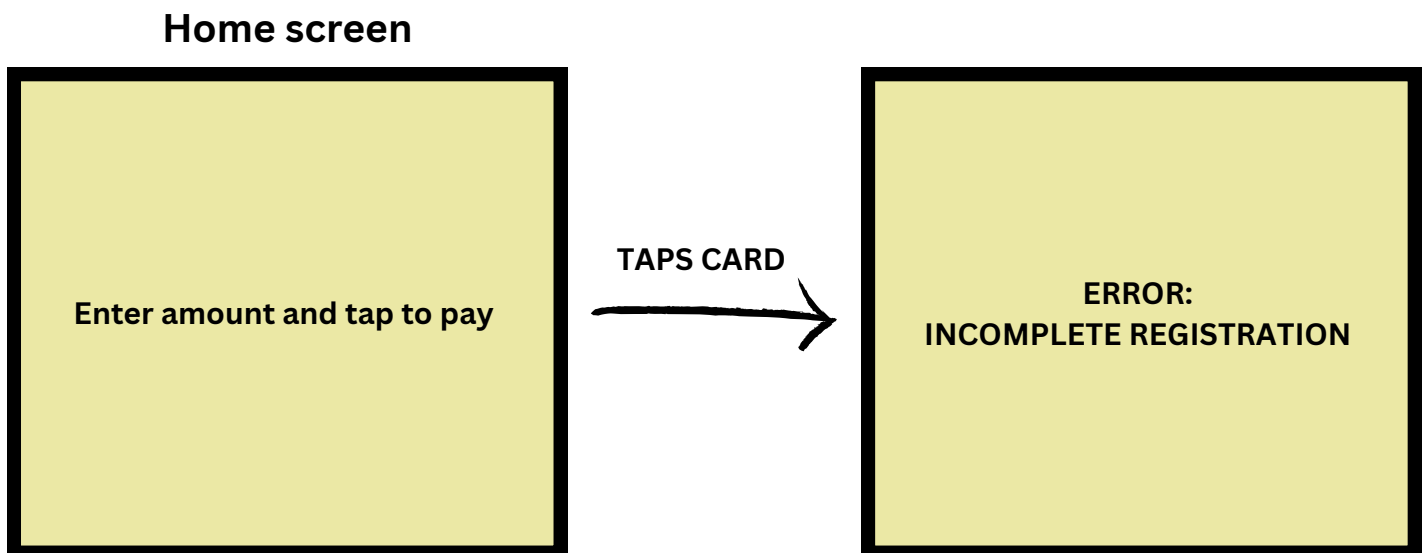 Home screen
Enter amount and tap to pay
TAPS CARD
ERROR:
INCOMPLETE REGISTRATION